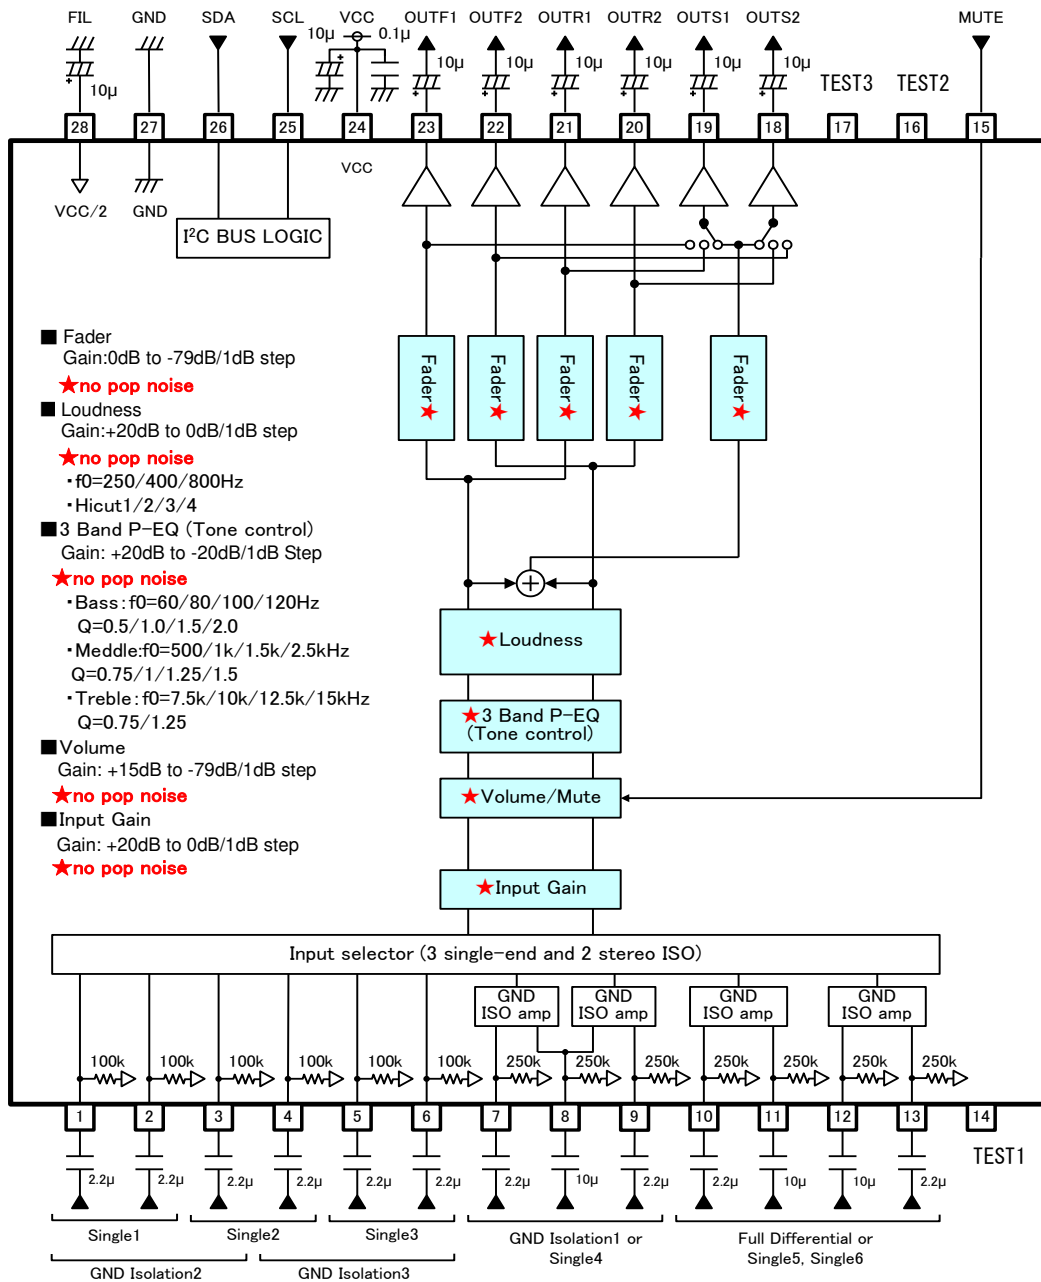 FIL GND SDA SCL VCC OUTF1 OUTF2 OUTR1 OUTR2 OUTS1 OUTS2 MUTE
10μ 0.1μ
10μ 10μ 10μ 10μ 10μ 10μ 10μ
TEST3 TEST2
28 27 26 25 24 23 22 21 20 19 18 17 16 15
VCC
VCC/2 GND
I²C BUS LOGIC
■ Fader
Gain:0dB to -79dB/1dB step
★no pop noise
■ Loudness
Gain:+20dB to 0dB/1dB step
★no pop noise
・f0=250/400/800Hz
・Hicut1/2/3/4
■3 Band P-EQ (Tone control)
Gain: +20dB to -20dB/1dB Step
★no pop noise
・Bass:f0=60/80/100/120Hz
Q=0.5/1.0/1.5/2.0
・Meddle:f0=500/1k/1.5k/2.5kHz
Q=0.75/1/1.25/1.5
・Treble:f0=7.5k/10k/12.5k/15kHz
Q=0.75/1.25
■Volume
Gain: +15dB to -79dB/1dB step
★no pop noise
■Input Gain
Gain: +20dB to 0dB/1dB step
★no pop noise
Fader★ Fader★ Fader★ Fader★ Fader★
★Loudness
★3 Band P-EQ
(Tone control)
★Volume/Mute
★Input Gain
Input selector (3 single-end and 2 stereo ISO)
GND GND GND GND
ISO amp ISO amp ISO amp ISO amp
100k 100k 100k 100k 100k 100k 250k 250k 250k 250k 250k 250k 250k
1 2 3 4 5 6 7 8 9 10 11 12 13 14
TEST1
2.2μ 2.2μ 2.2μ 2.2μ 2.2μ 2.2μ 2.2μ 10μ 2.2μ 2.2μ 10μ 10μ 2.2μ
Single1 Single2 Single3
GND Isolation1 or
Single4
Full Differential or
Single5, Single6
GND Isolation2 GND Isolation3